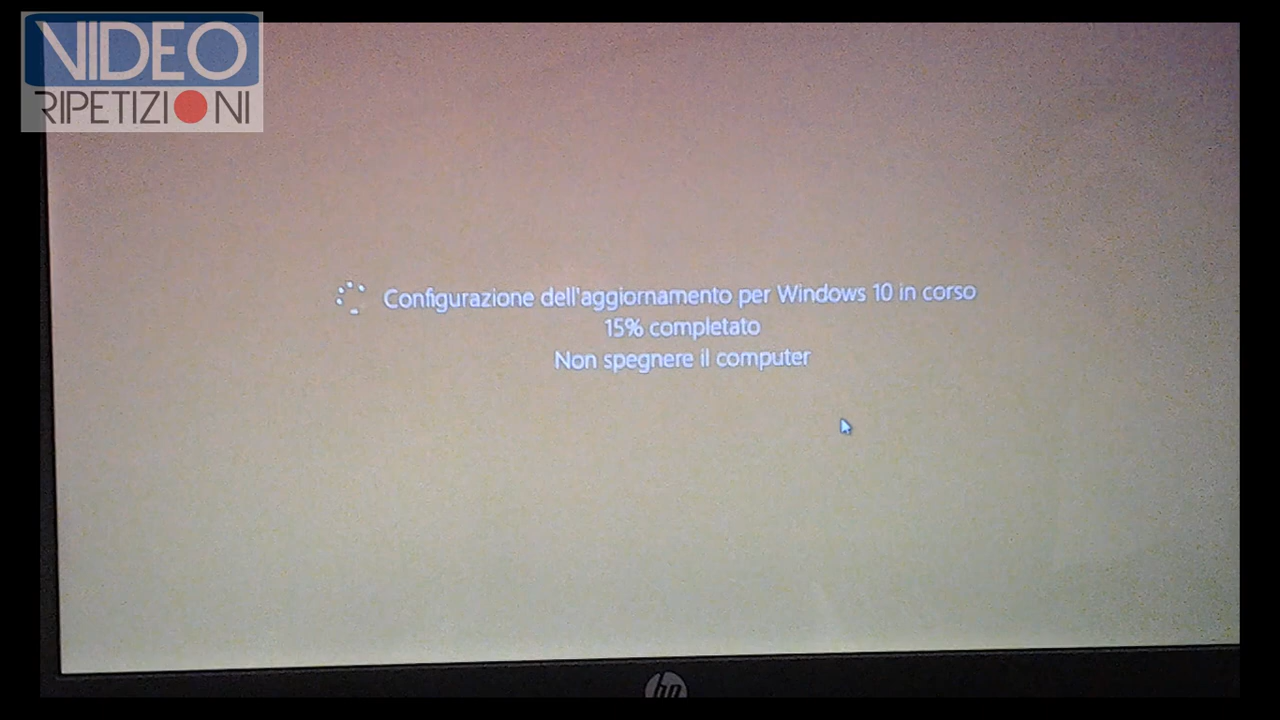 VIDEO
RIPETIZIONI
Configurazione dell'aggiornamento per Windows 10 in corso
15% completato
Non spegnere il computer
hp